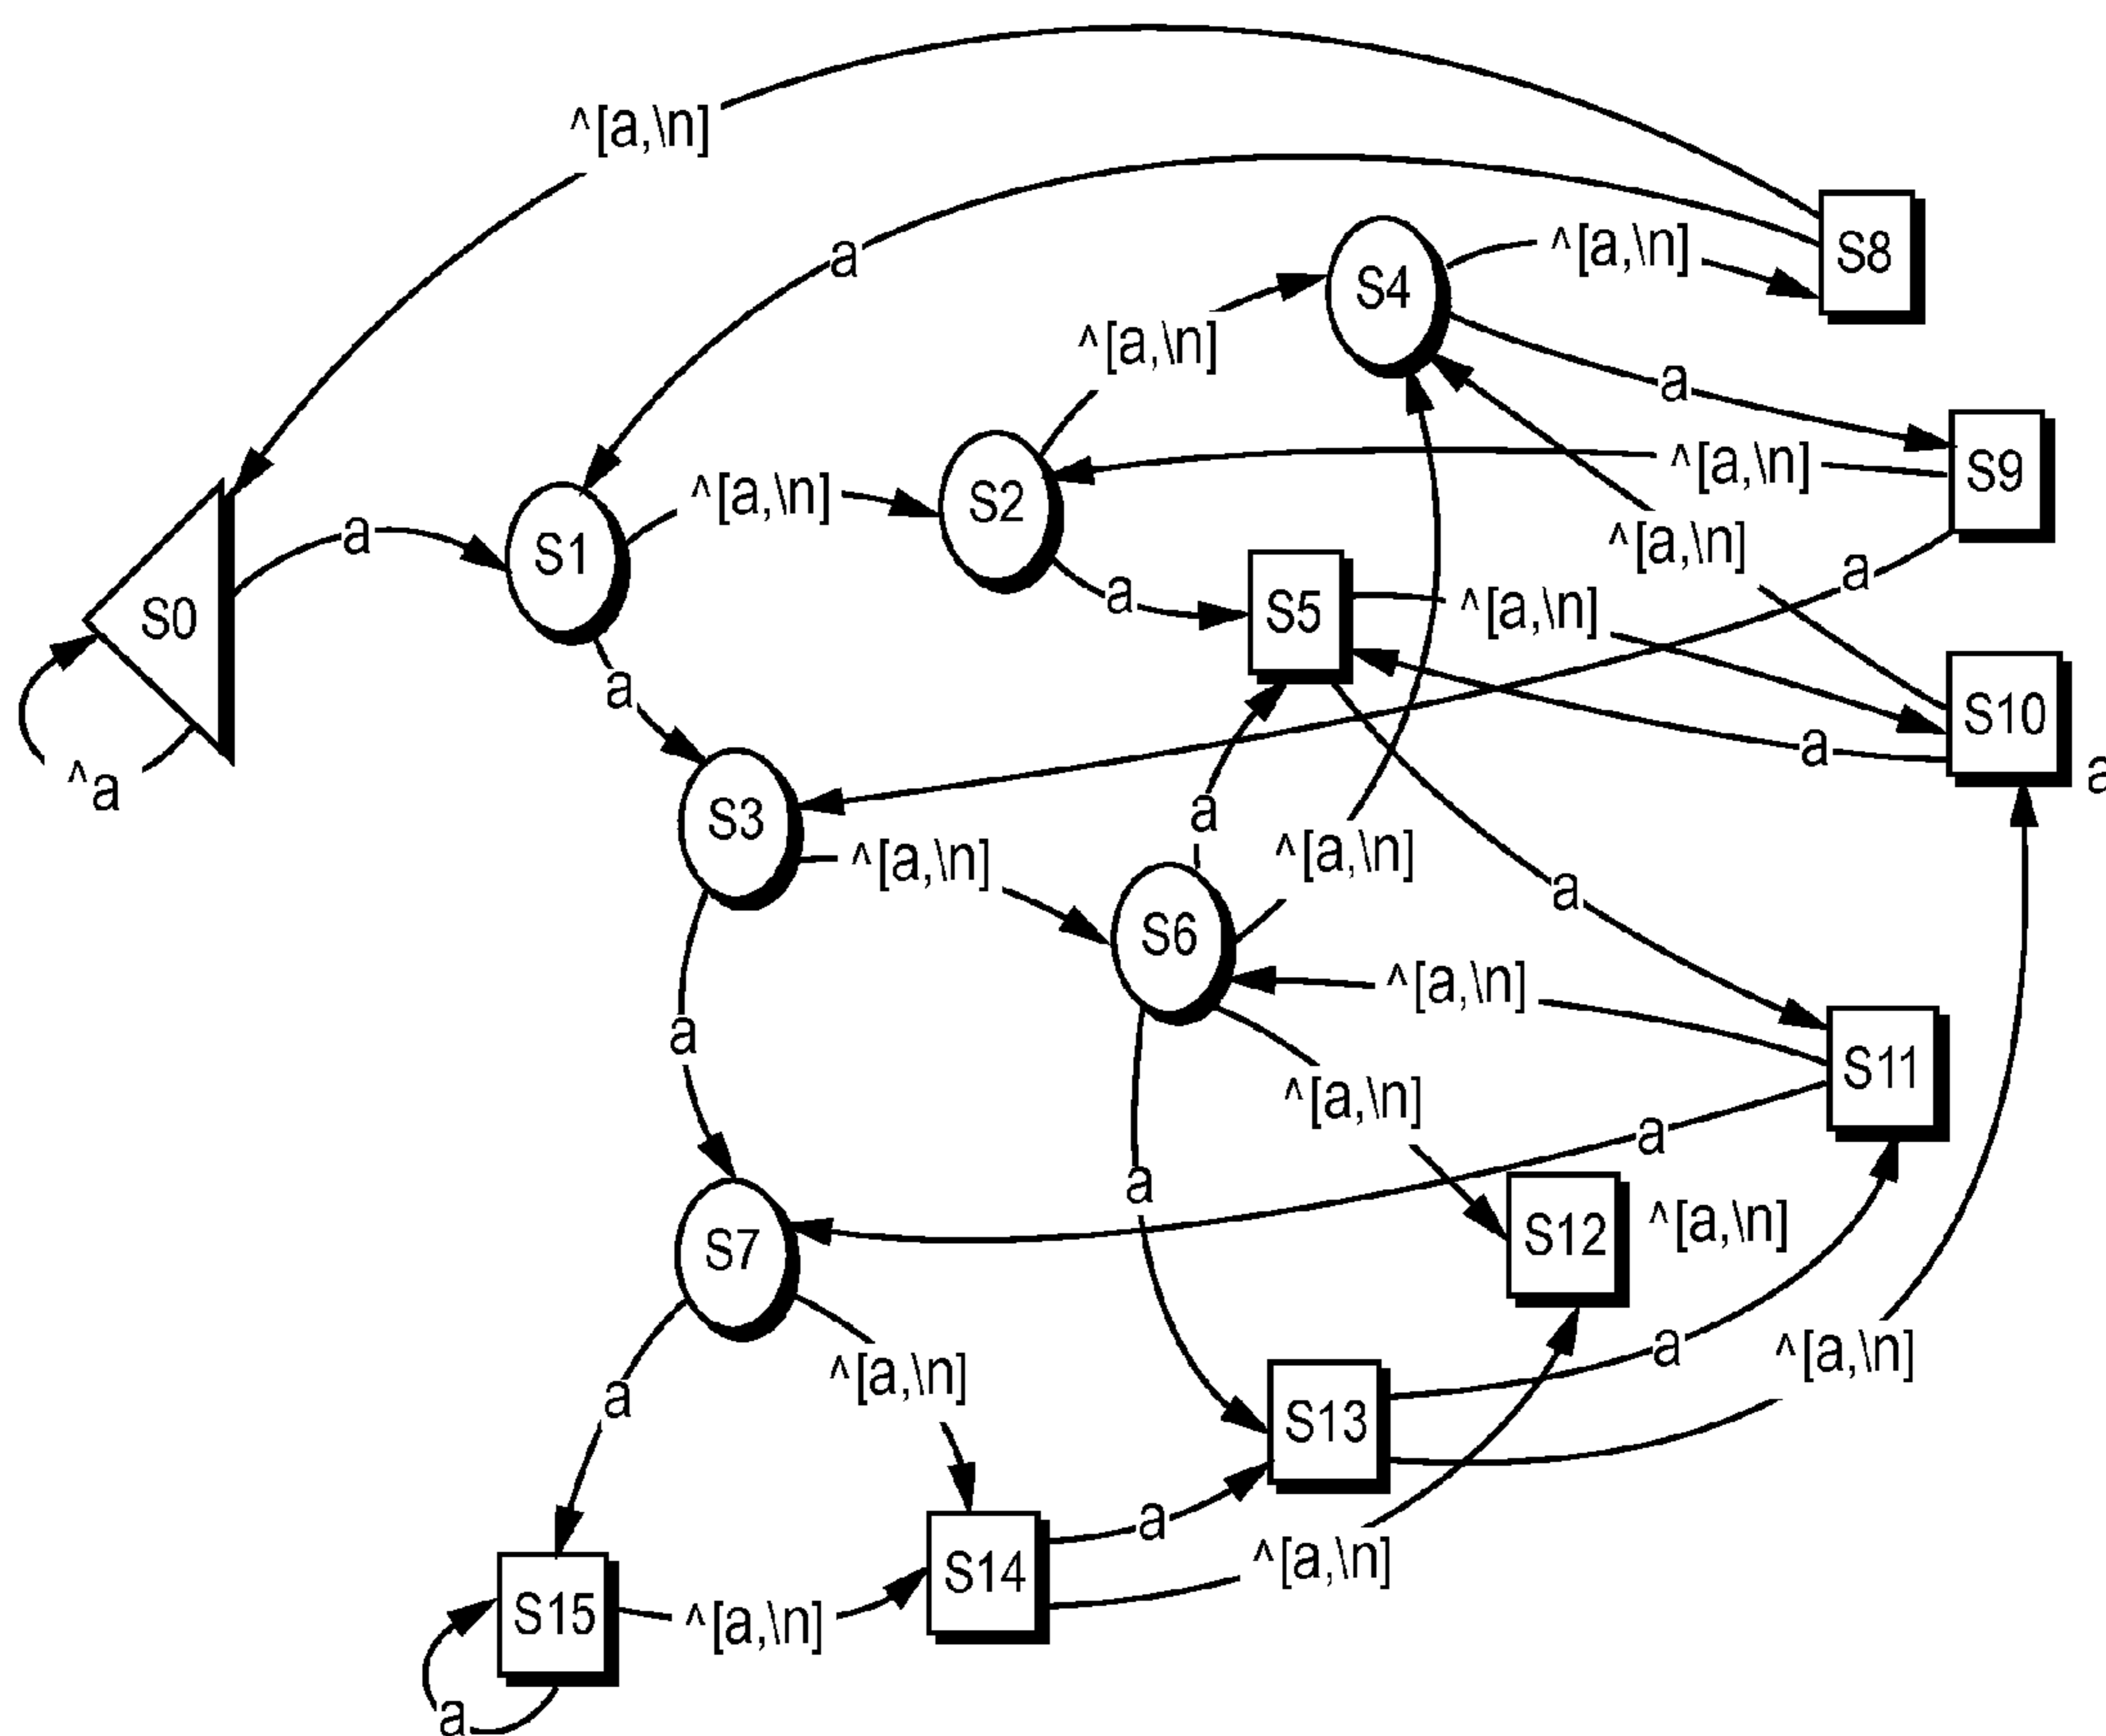 ^[a,\n]
a
S8
^[a,\n]
S4
^[a,\n]
a
^[a,\n]
S9
^[a,\n]
S2
a
S1
^[a,\n]
a
S5
^[a,\n]
a
S0
a
S10
a
a
^a
S3
a
^[a,\n]
^[a,\n]
a
S6
^[a,\n]
a
S11
^[a,\n]
a
a
S12
^[a,\n]
S7
a
^[a,\n]
^[a,\n]
a
S13
a
^[a,\n]
S14
S15
^[a,\n]
a